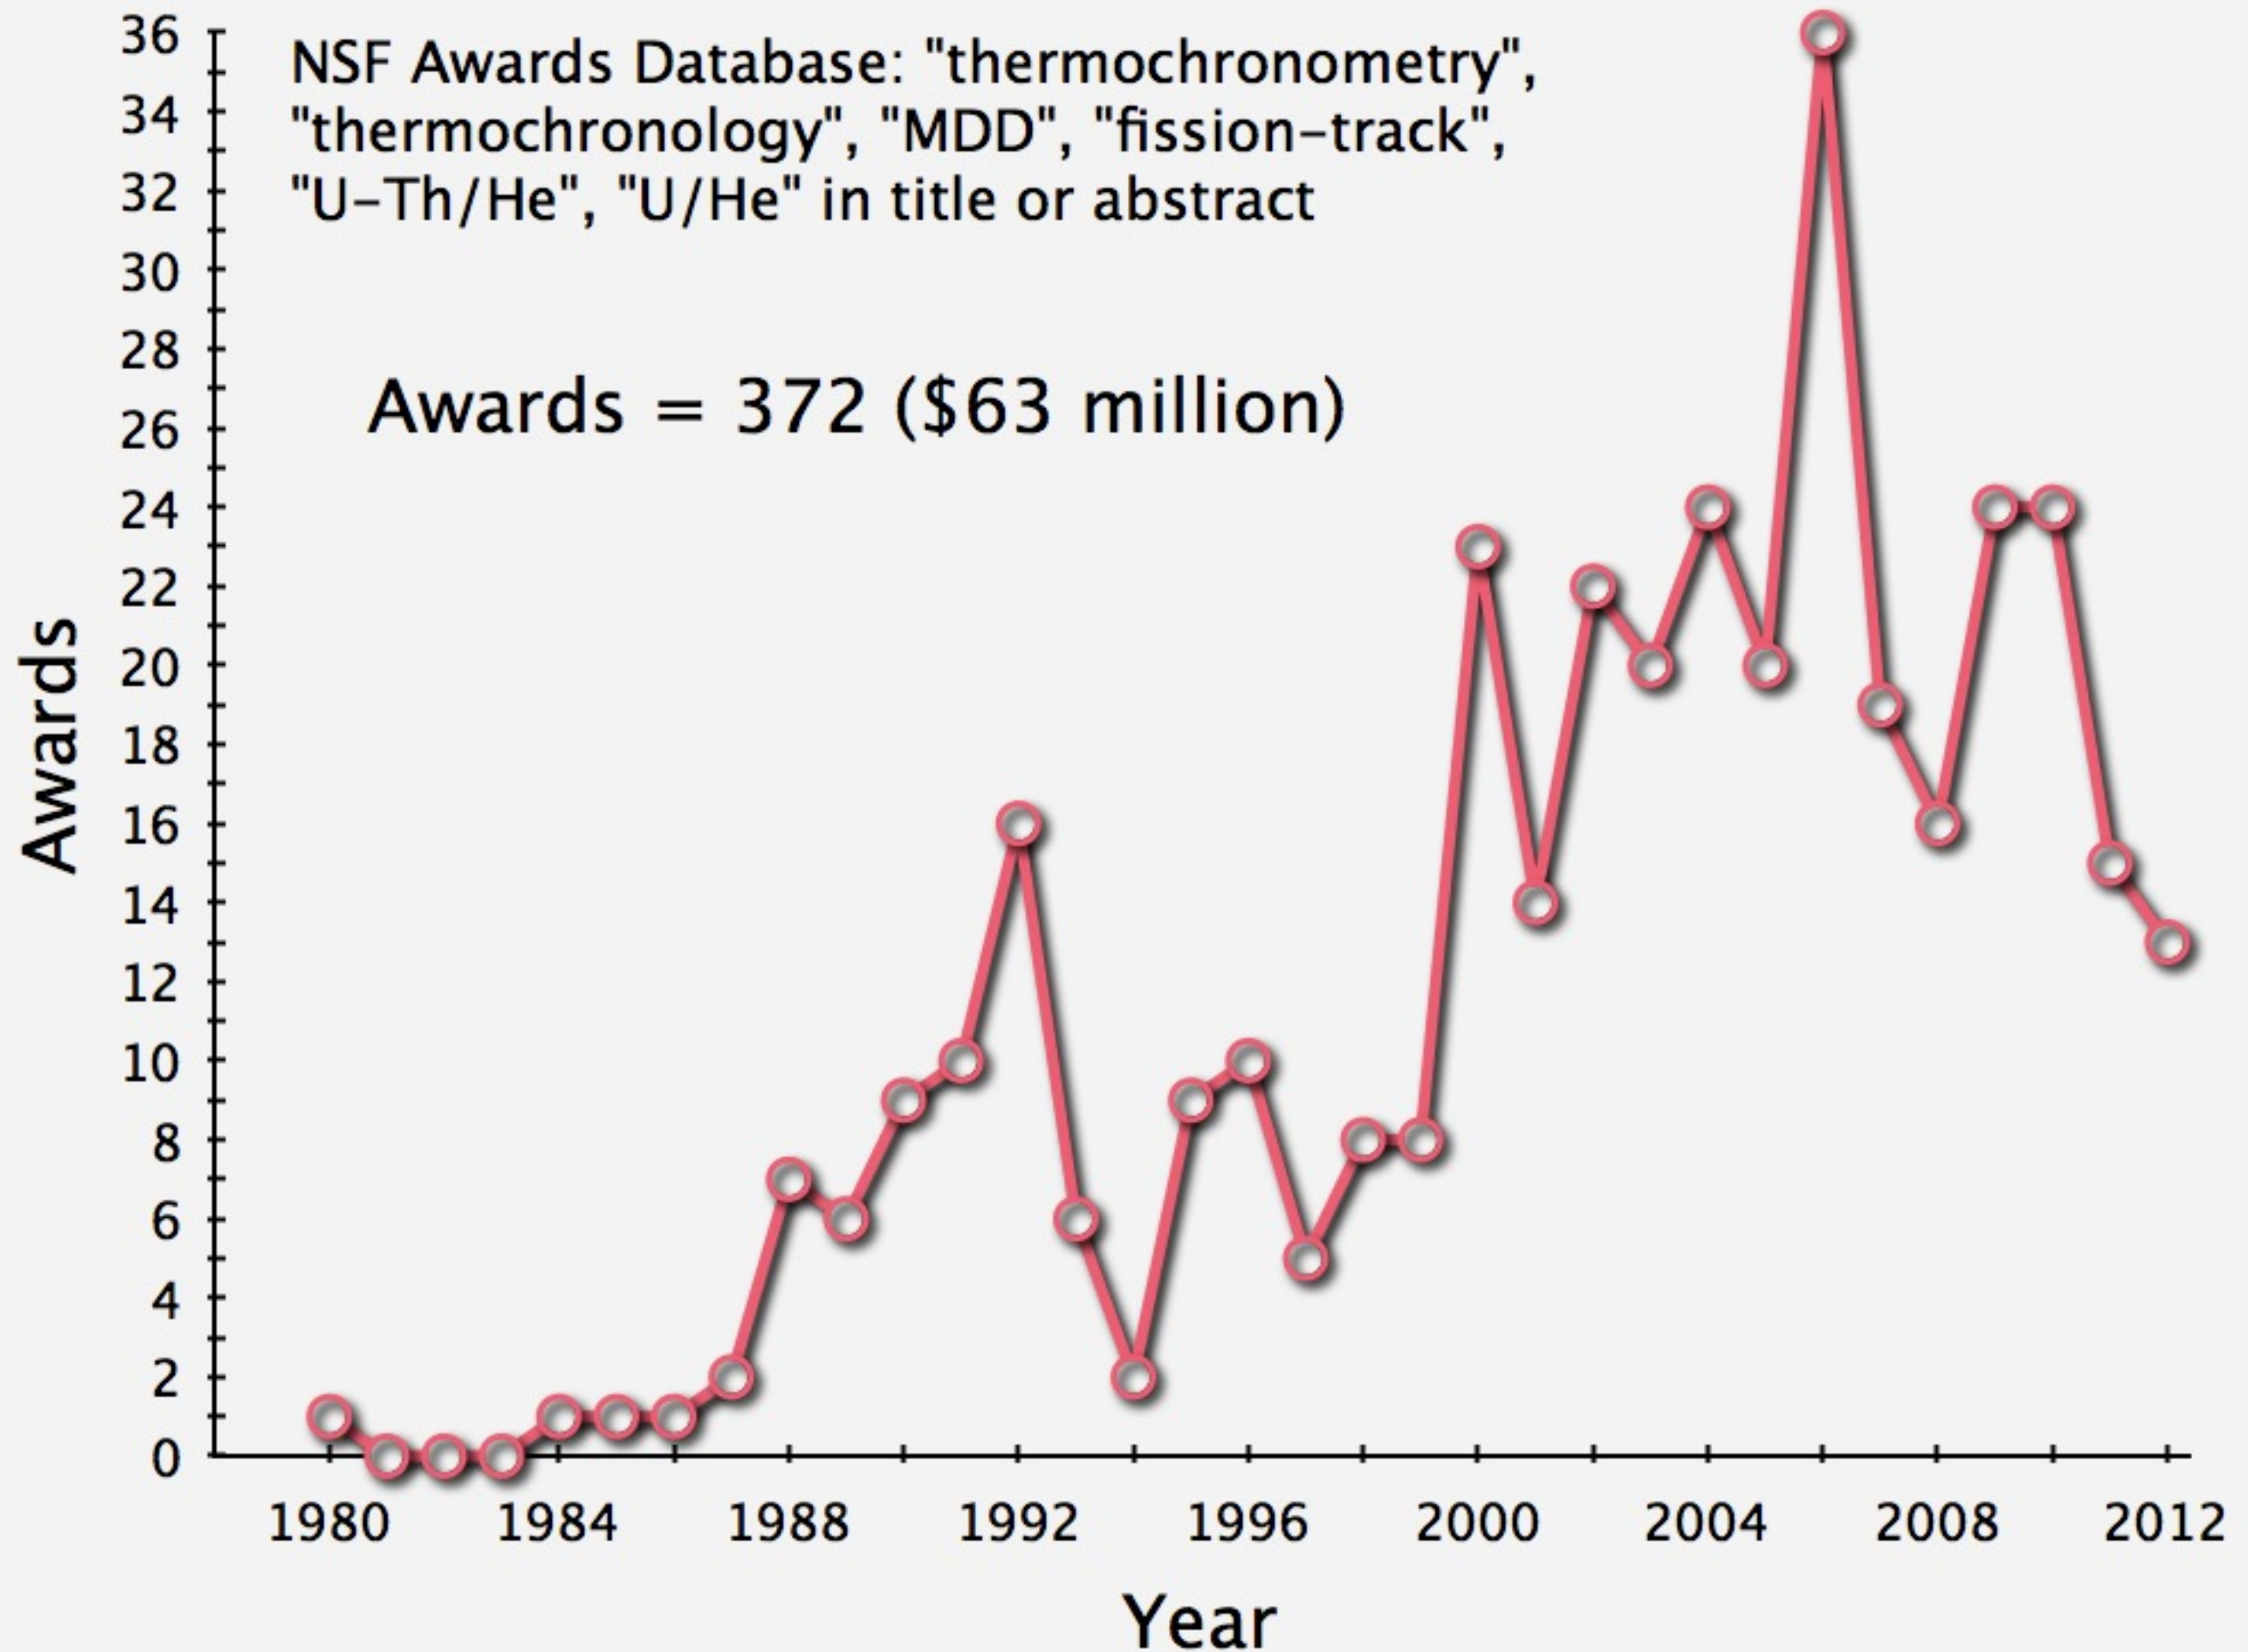 NSF Awards Database: "thermochronometry",
"thermochronology", "MDD", "fission-track",
"U-Th/He", "U/He" in title or abstract
Awards = 372 ($63 million)
Awards
36
34
32
30
28
26
24
22
20
18
16
14
12
10
8
6
4
2
0
1980 1984 1988 1992 1996 2000 2004 2008 2012
Year